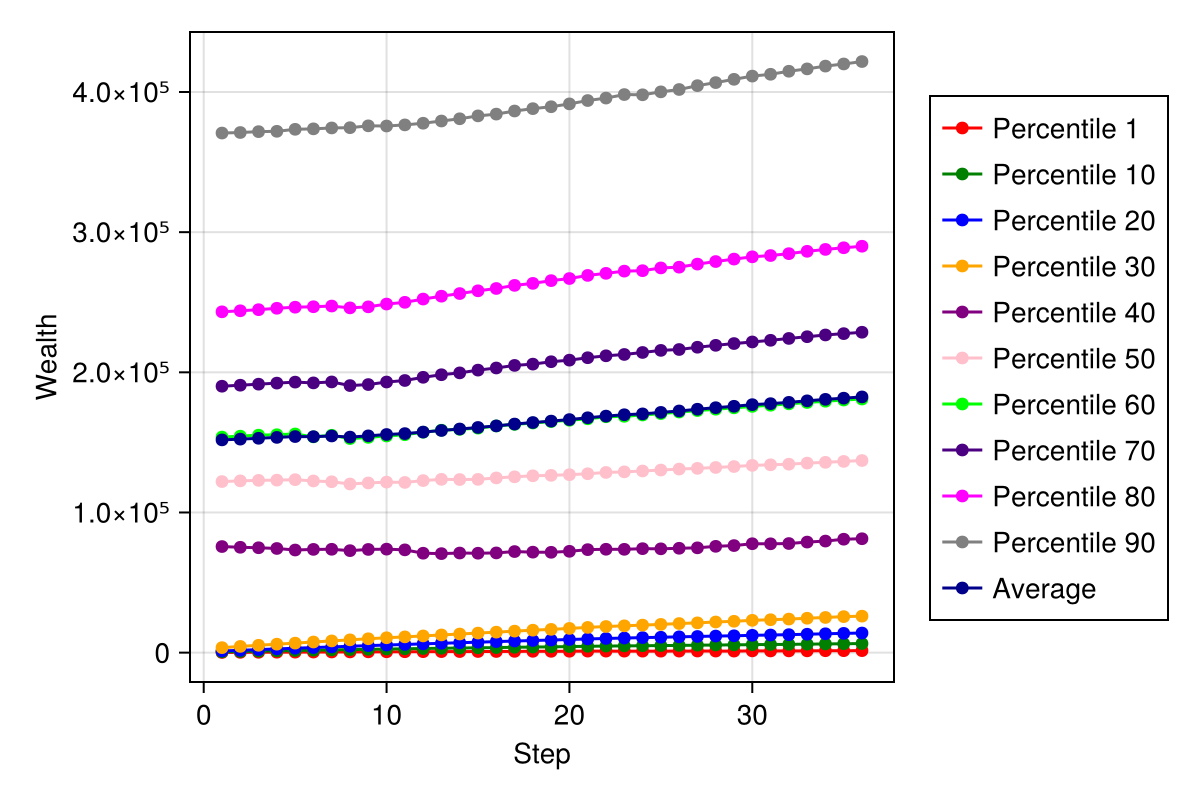 4.0×10⁵
3.0×10⁵
2.0×10⁵
1.0×10⁵
0
Wealth
0 10 20 30
Step
Percentile 1
Percentile 10
Percentile 20
Percentile 30
Percentile 40
Percentile 50
Percentile 60
Percentile 70
Percentile 80
Percentile 90
Average